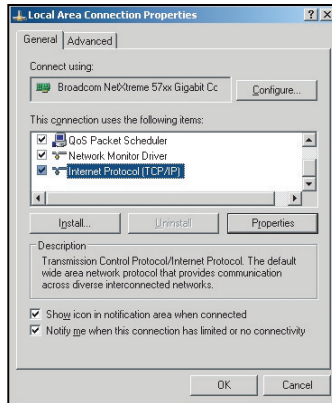 Local Area Connection Properties
General Advanced
Connect using:
Broadcom NetXtreme 57xx Gigabit Cc Configure...
This connection uses the following items:
QoS Packet Scheduler
Network Monitor Driver
Internet Protocol (TCP/IP)
Install... Uninstall Properties
Description
Transmission Control Protocol/Internet Protocol. The default
wide area network protocol that provides communication
across diverse interconnected networks.
Show icon in notification area when connected
Notify me when this connection has limited or no connectivity
OK Cancel